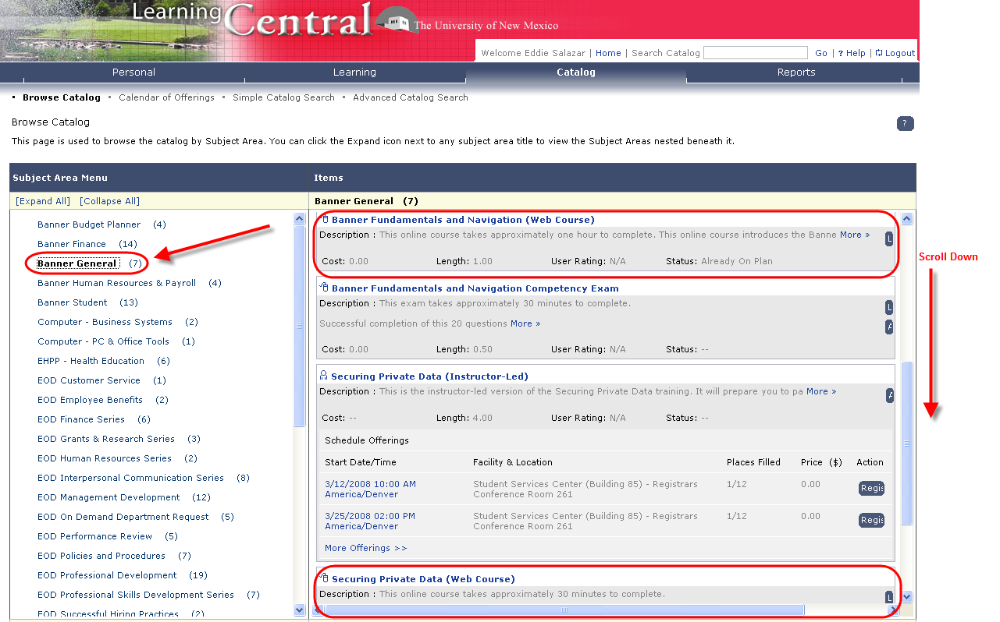 Learning Central The University of New Mexico
Welcome Eddie Salazar | Home | Search Catalog Go | ? Help | Logout
Personal Learning Catalog Reports
• Browse Catalog • Calendar of Offerings • Simple Catalog Search • Advanced Catalog Search
Browse Catalog ?
This page is used to browse the catalog by Subject Area. You can click the Expand icon next to any subject area title to view the Subject Areas nested beneath it.
Subject Area Menu
[Expand All] [Collapse All]
Banner Budget Planner (4)
Banner Finance (14)
Banner General (7)
Banner Human Resources & Payroll (4)
Banner Student (13)
Computer - Business Systems (2)
Computer - PC & Office Tools (1)
EHPP - Health Education (6)
EOD Customer Service (1)
EOD Employee Benefits (2)
EOD Finance Series (6)
EOD Grants & Research Series (3)
EOD Human Resources Series (2)
EOD Interpersonal Communication Series (8)
EOD Management Development (12)
EOD On Demand Department Request (5)
EOD Performance Review (5)
EOD Policies and Procedures (7)
EOD Professional Development (19)
EOD Professional Skills Development Series (7)
EOD Successful Hiring Practices (2)
Items
Banner General (7)
Banner Fundamentals and Navigation (Web Course)
Description : This online course takes approximately one hour to complete. This online course introduces the Banne More » L
Cost: 0.00 Length: 1.00 User Rating: N/A Status: Already On Plan
Banner Fundamentals and Navigation Competency Exam
Description : This exam takes approximately 30 minutes to complete. L
Successful completion of this 20 questions More » A
Cost: 0.00 Length: 0.50 User Rating: N/A Status: --
Securing Private Data (Instructor-Led)
Description : This is the instructor-led version of the Securing Private Data training. It will prepare you to pa More » A
Cost: -- Length: 4.00 User Rating: N/A Status: --
Schedule Offerings
Start Date/Time Facility & Location Places Filled Price ($) Action
3/12/2008 10:00 AM Student Services Center (Building 85) - Registrars 1/12 0.00 Regis
America/Denver Conference Room 261
3/25/2008 02:00 PM Student Services Center (Building 85) - Registrars 1/12 0.00 Regis
America/Denver Conference Room 261
More Offerings >>
Securing Private Data (Web Course)
Description : This online course takes approximately 30 minutes to complete. L
Scroll Down